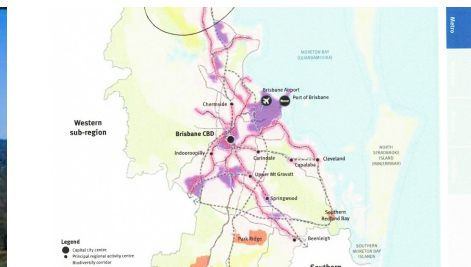 MORETON BAY
(QUANDAMOOKA)
Brisbane Airport
Port of Brisbane
Chermside
Western
sub-region
Brisbane CBD
Indooroopilly
Carindale
Cleveland
Capalaba
Upper Mt Gravatt
NORTH
STRADBROKE
ISLAND
(MINJERRIBAH)
Springwood
Southern
Redland Bay
Park Ridge
Beenleigh
SOUTHERN
MORETON BAY
ISLANDS
Southern
Legend
Capital city centre
Principal regional activity centre
Biodiversity corridor
Metro